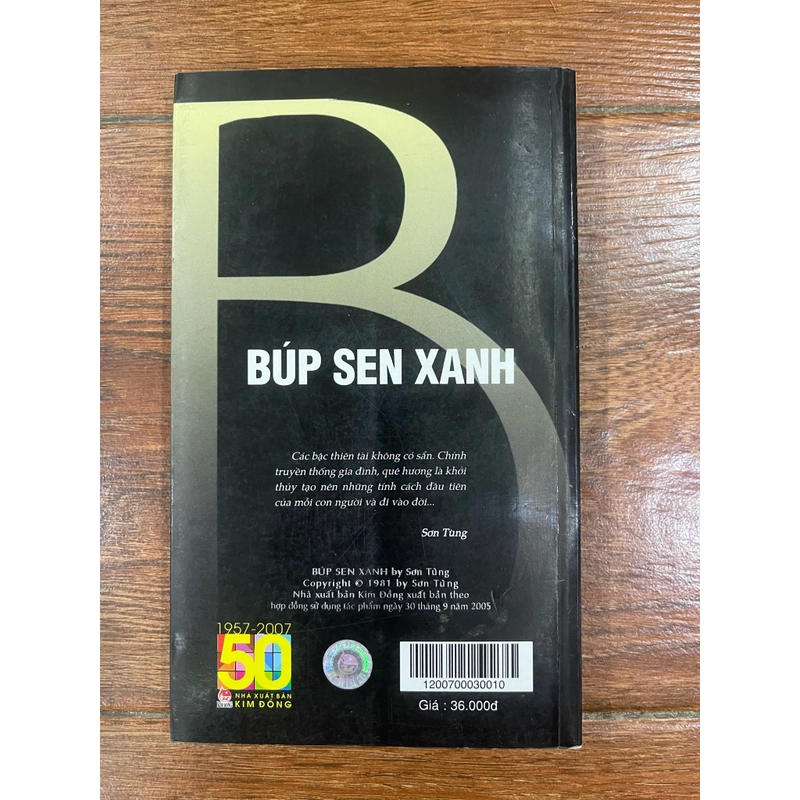 B
BÚP SEN XANH
Các bậc thiên tài không có sẵn. Chính
truyền thống gia đình, quê hương là khởi
thủy tạo nên những tính cách đầu tiên
của mỗi con người và đi vào đời...
Sơn Tùng
BÚP SEN XANH by Sơn Tùng
Copyright © 1981 by Sơn Tùng
Nhà xuất bản Kim Đồng xuất bản theo
hợp đồng sử dụng tác phẩm ngày 30 tháng 9 năm 2005
1957-2007
50
NHÀ XUẤT BẢN
KIM ĐỒNG
1200700030010
Giá : 36.000đ